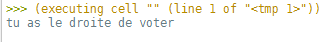 >>> (executing cell "" (line 1 of "<tmp 1>"))
tu as le droite de voter